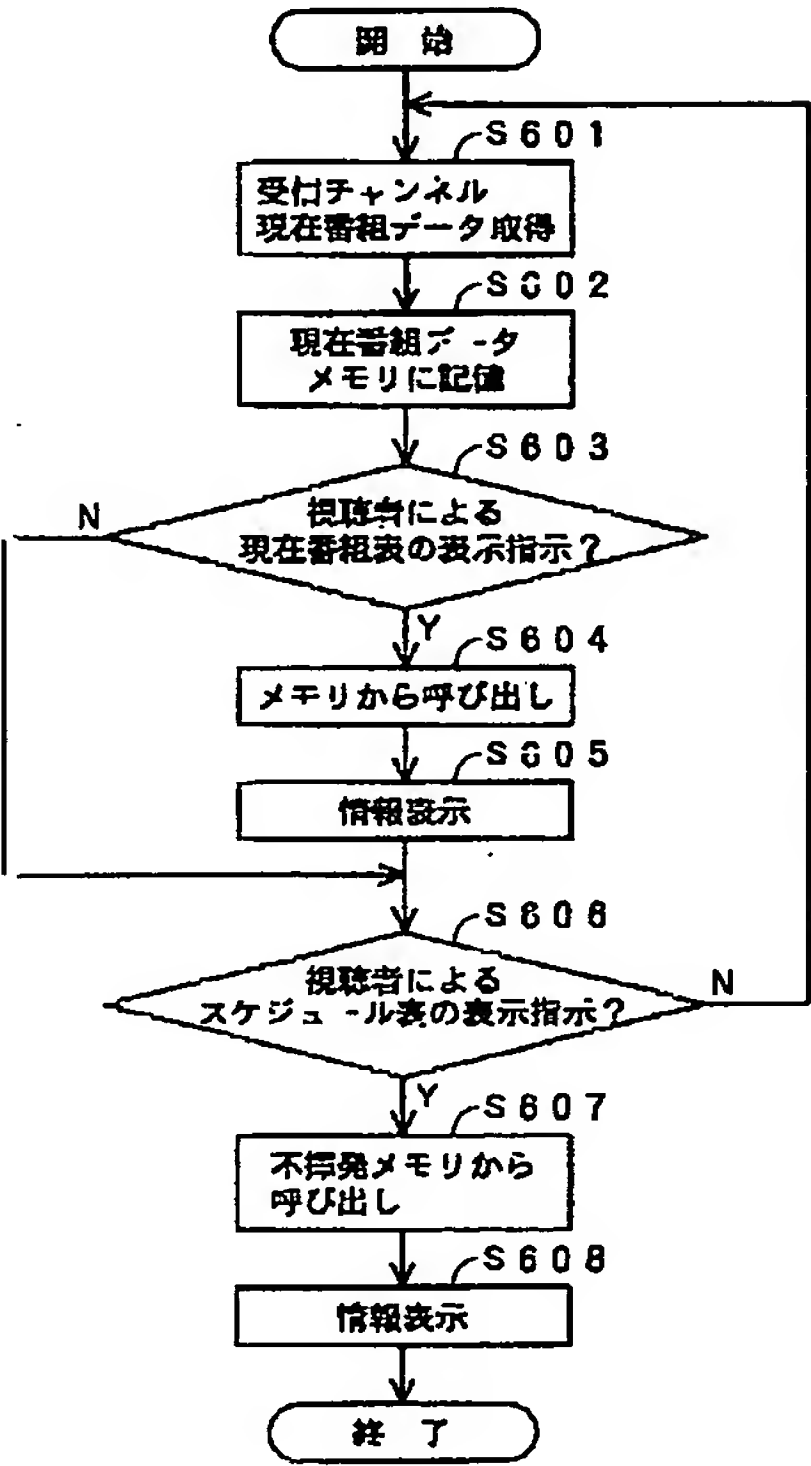 開 始
S601
受付チャンネル
現在番組データ取得
S602
現在番組データ
メモリに記憶
S603
視聴者による
現在番組表の表示指示?
N
Y
S604
メモリから呼び出し
S605
情報表示
S606
視聴者による
スケジュール表の表示指示?
N
Y
S607
不揮発メモリから
呼び出し
S608
情報表示
終 了